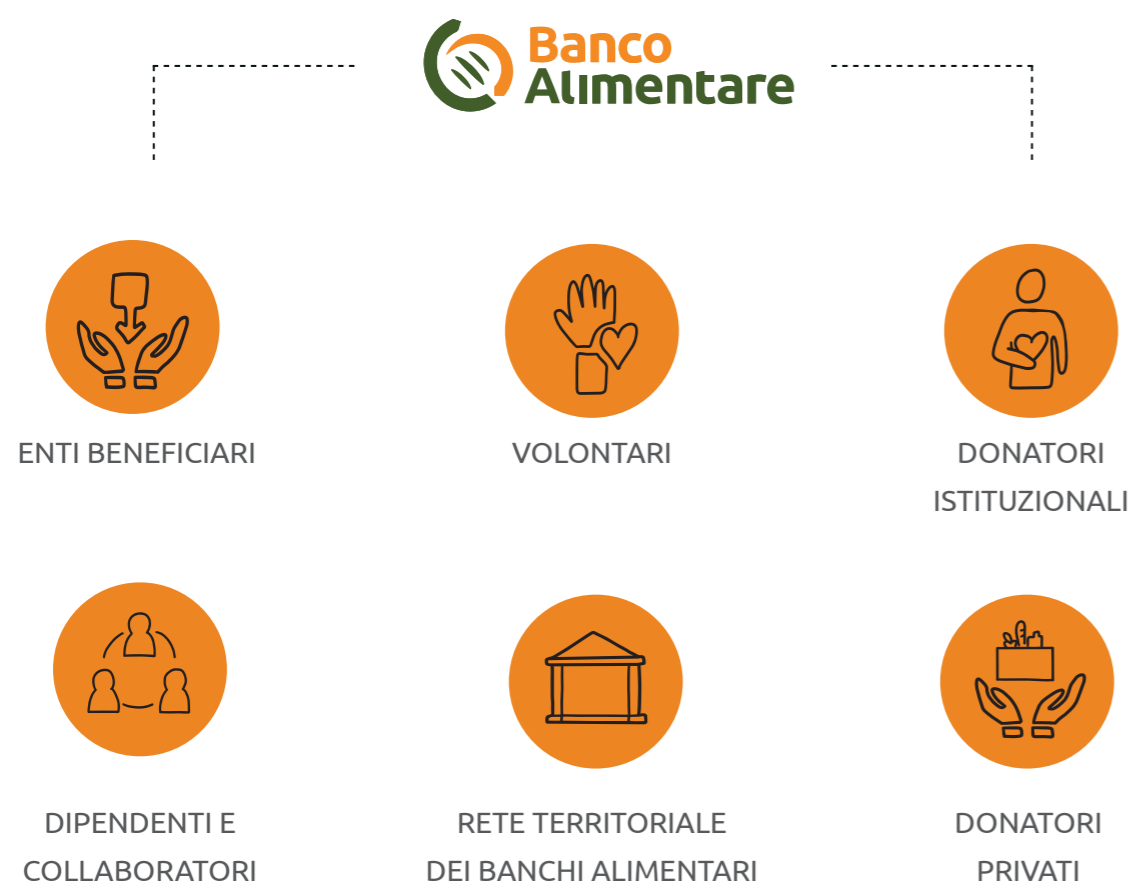 Banco
Alimentare
ENTI BENEFICIARI
VOLONTARI
DONATORI
ISTITUZIONALI
DIPENDENTI E
COLLABORATORI
RETE TERRITORIALE
DEI BANCHI ALIMENTARI
DONATORI
PRIVATI